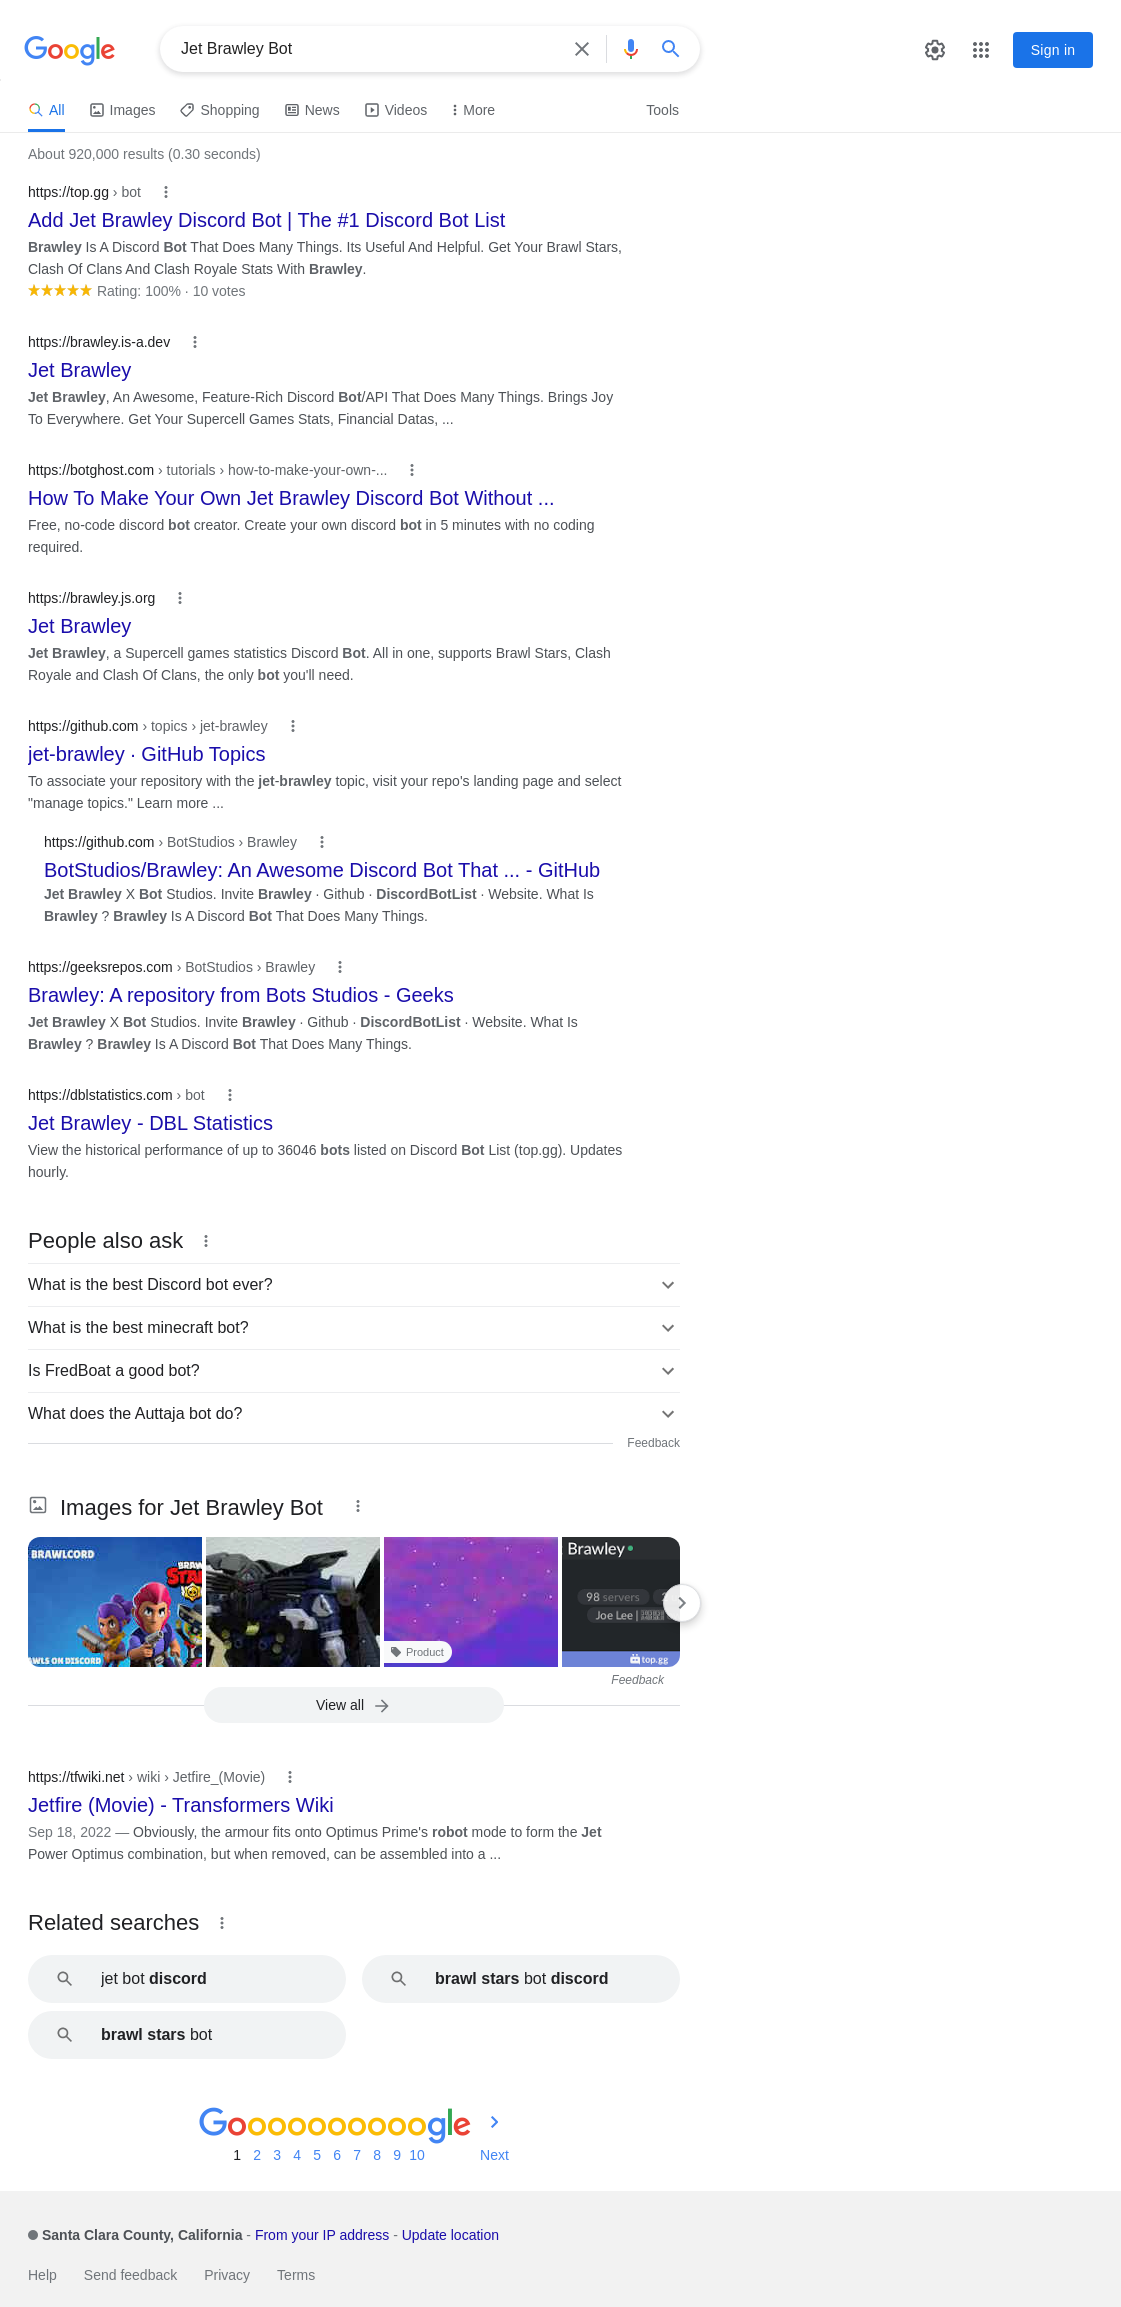 Google
Jet Brawley Bot
Sign in
All
Images
Shopping
News
Videos
More
Tools
About 920,000 results (0.30 seconds)
https://top.gg › bot
Add Jet Brawley Discord Bot | The #1 Discord Bot List
Brawley Is A Discord Bot That Does Many Things. Its Useful And Helpful. Get Your Brawl Stars,
Clash Of Clans And Clash Royale Stats With Brawley.
Rating: 100% · 10 votes
https://brawley.is-a.dev
Jet Brawley
Jet Brawley, An Awesome, Feature-Rich Discord Bot/API That Does Many Things. Brings Joy
To Everywhere. Get Your Supercell Games Stats, Financial Datas, ...
https://botghost.com › tutorials › how-to-make-your-own-...
How To Make Your Own Jet Brawley Discord Bot Without ...
Free, no-code discord bot creator. Create your own discord bot in 5 minutes with no coding
required.
https://brawley.js.org
Jet Brawley
Jet Brawley, a Supercell games statistics Discord Bot. All in one, supports Brawl Stars, Clash
Royale and Clash Of Clans, the only bot you'll need.
https://github.com › topics › jet-brawley
jet-brawley · GitHub Topics
To associate your repository with the jet-brawley topic, visit your repo's landing page and select
"manage topics." Learn more ...
https://github.com › BotStudios › Brawley
BotStudios/Brawley: An Awesome Discord Bot That ... - GitHub
Jet Brawley X Bot Studios. Invite Brawley · Github · DiscordBotList · Website. What Is
Brawley ? Brawley Is A Discord Bot That Does Many Things.
https://geeksrepos.com › BotStudios › Brawley
Brawley: A repository from Bots Studios - Geeks
Jet Brawley X Bot Studios. Invite Brawley · Github · DiscordBotList · Website. What Is
Brawley ? Brawley Is A Discord Bot That Does Many Things.
https://dblstatistics.com › bot
Jet Brawley - DBL Statistics
View the historical performance of up to 36046 bots listed on Discord Bot List (top.gg). Updates
hourly.
People also ask
What is the best Discord bot ever?
What is the best minecraft bot?
Is FredBoat a good bot?
What does the Auttaja bot do?
Feedback
Images for Jet Brawley Bot
BRAWLCORD
AWLS ON DISCORD
Product
Brawley
98 servers
Joe Lee |
top.gg
Feedback
View all
https://tfwiki.net › wiki › Jetfire_(Movie)
Jetfire (Movie) - Transformers Wiki
Sep 18, 2022 — Obviously, the armour fits onto Optimus Prime's robot mode to form the Jet
Power Optimus combination, but when removed, can be assembled into a ...
Related searches
jet bot discord
brawl stars bot discord
brawl stars bot
Goooooooooogle
1 2 3 4 5 6 7 8 9 10 Next
Santa Clara County, California - From your IP address - Update location
Help Send feedback Privacy Terms